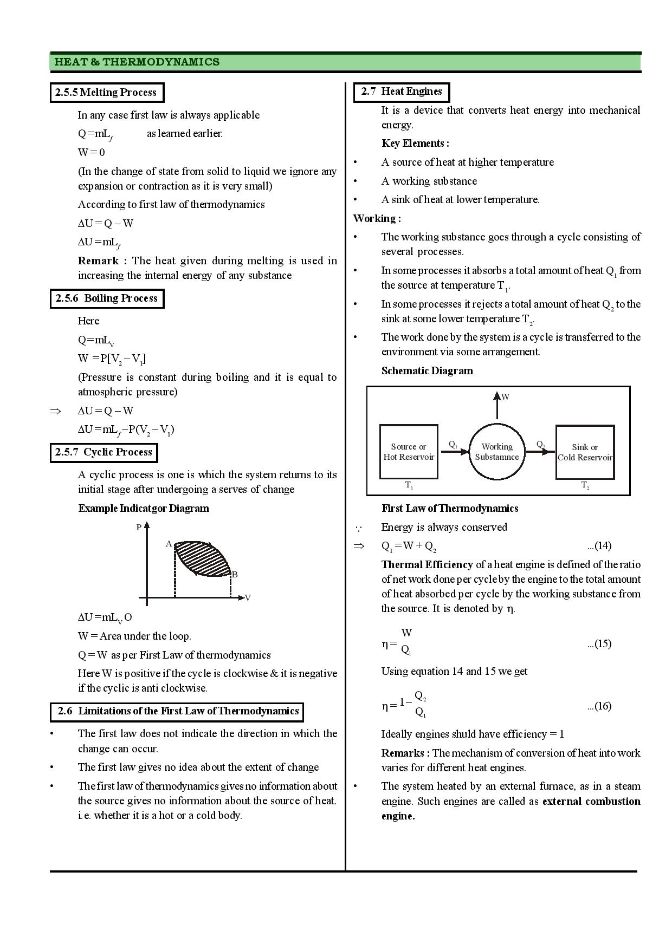 HEAT & THERMODYNAMICS
2.5.5 Melting Process
In any case first law is always applicable
Q = mL_f as learned earlier.
W = 0
(In the change of state from solid to liquid we ignore any
expansion or contraction as it is very small)
According to first law of thermodynamics
ΔU = Q – W
ΔU = mL_f
Remark : The heat given during melting is used in
increasing the internal energy of any substance
2.5.6 Boiling Process
Here
Q=mL_V
W = P[V_2 – V_1]
(Pressure is constant during boiling and it is equal to
atmospheric pressure)
⇒ ΔU = Q – W
ΔU = mL_f –P(V_2 – V_1)
2.5.7 Cyclic Process
A cyclic process is one is which the system returns to its
initial stage after undergoing a serves of change
Example Indicatgor Diagram
P
A
B
V
ΔU=mL_V O
W = Area under the loop.
Q = W as per First Law of thermodynamics
Here W is positive if the cycle is clockwise & it is negative
if the cyclic is anti clockwise.
2.6 Limitations of the First Law of Thermodynamics
• The first law does not indicate the direction in which the
change can occur.
• The first law gives no idea about the extent of change
• The first law of thermodynamics gives no information about
the source gives no information about the source of heat.
i.e. whether it is a hot or a cold body.
2.7 Heat Engines
It is a device that converts heat energy into mechanical
energy.
Key Elements :
• A source of heat at higher temperature
• A working substance
• A sink of heat at lower temperature.
Working :
• The working substance goes through a cycle consisting of
several processes.
• In some processes it absorbs a total amount of heat Q_1 from
the source at temperature T_1.
• In some processes it rejects a total amount of heat Q_2 to the
sink at some lower temperature T_2.
• The work done by the system is a cycle is transferred to the
environment via some arrangement.
Schematic Diagram
W
Source or
Hot Reservoir
T_1
Q_1
Working
Substamnce
Q_2
Sink or
Cold Reservoir
T_2
First Law of Thermodynamics
∵ Energy is always conserved
⇒ Q_1 = W + Q_2 ...(14)
Thermal Efficiency of a heat engine is defined of the ratio
of net work done per cycle by the engine to the total amount
of heat absorbed per cycle by the working substance from
the source. It is denoted by η.
η = W/Q ...(15)
Using equation 14 and 15 we get
η = 1 – Q_2/Q_1 ...(16)
Ideally engines shuld have efficiency = 1
Remarks : The mechanism of conversion of heat into work
varies for different heat engines.
• The system heated by an external furnace, as in a steam
engine. Such engines are called as external combustion
engine.